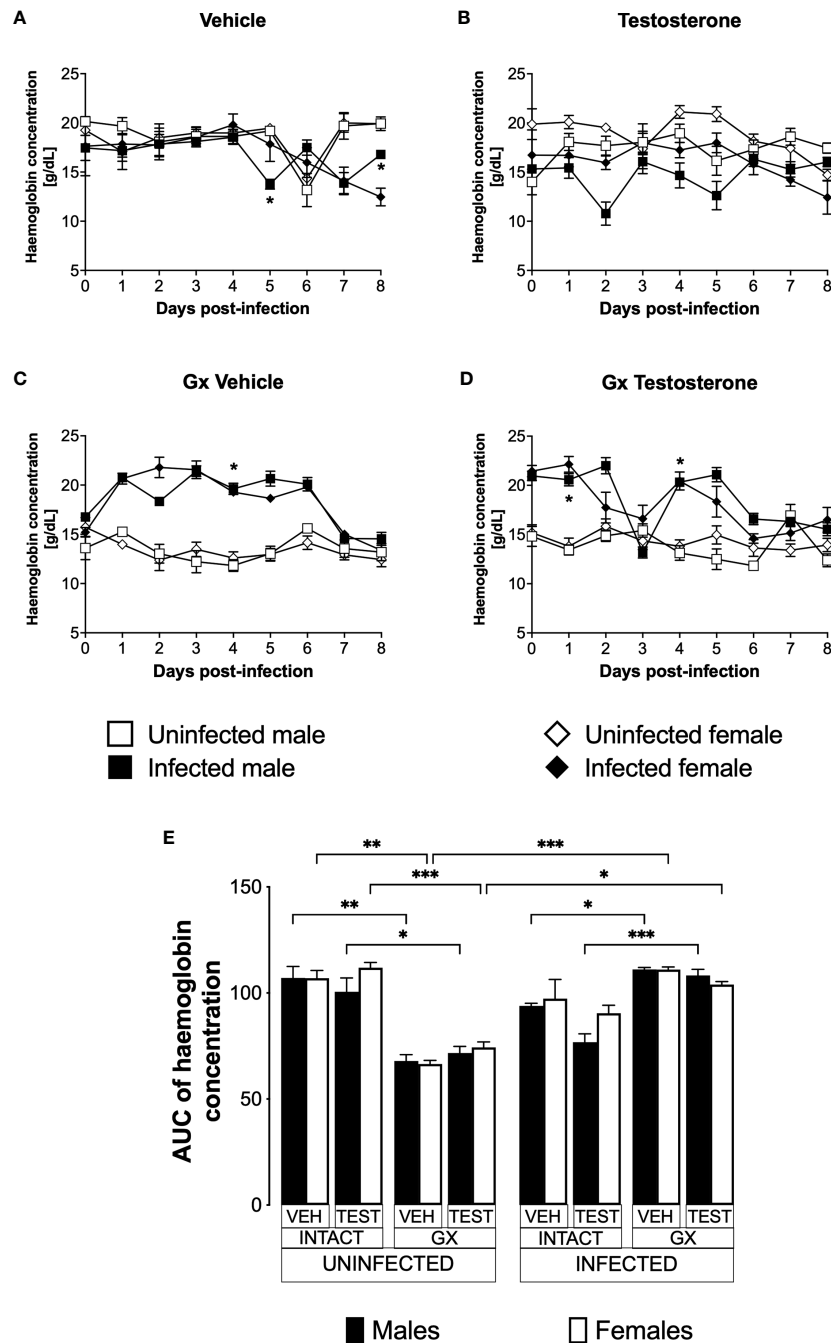 A
Vehicle
Haemoglobin concentration
[g/dL]
25
20
15
10
5
0 1 2 3 4 5 6 7 8
Days post-infection
*
*
B
Testosterone
Haemoglobin concentration
[g/dL]
25
20
15
10
5
0 1 2 3 4 5 6 7 8
Days post-infection
C
Gx Vehicle
Haemoglobin concentration
[g/dL]
25
20
15
10
5
0 1 2 3 4 5 6 7 8
Days post-infection
*
D
Gx Testosterone
Haemoglobin concentration
[g/dL]
25
20
15
10
5
0 1 2 3 4 5 6 7 8
Days post-infection
*
*
Uninfected male
Infected male
Uninfected female
Infected female
E
** ***
*** *
** *
* ***
AUC of haemoglobin
concentration
150
100
50
0
VEH TEST VEH TEST VEH TEST VEH TEST
INTACT GX INTACT GX
UNINFECTED INFECTED
Males Females